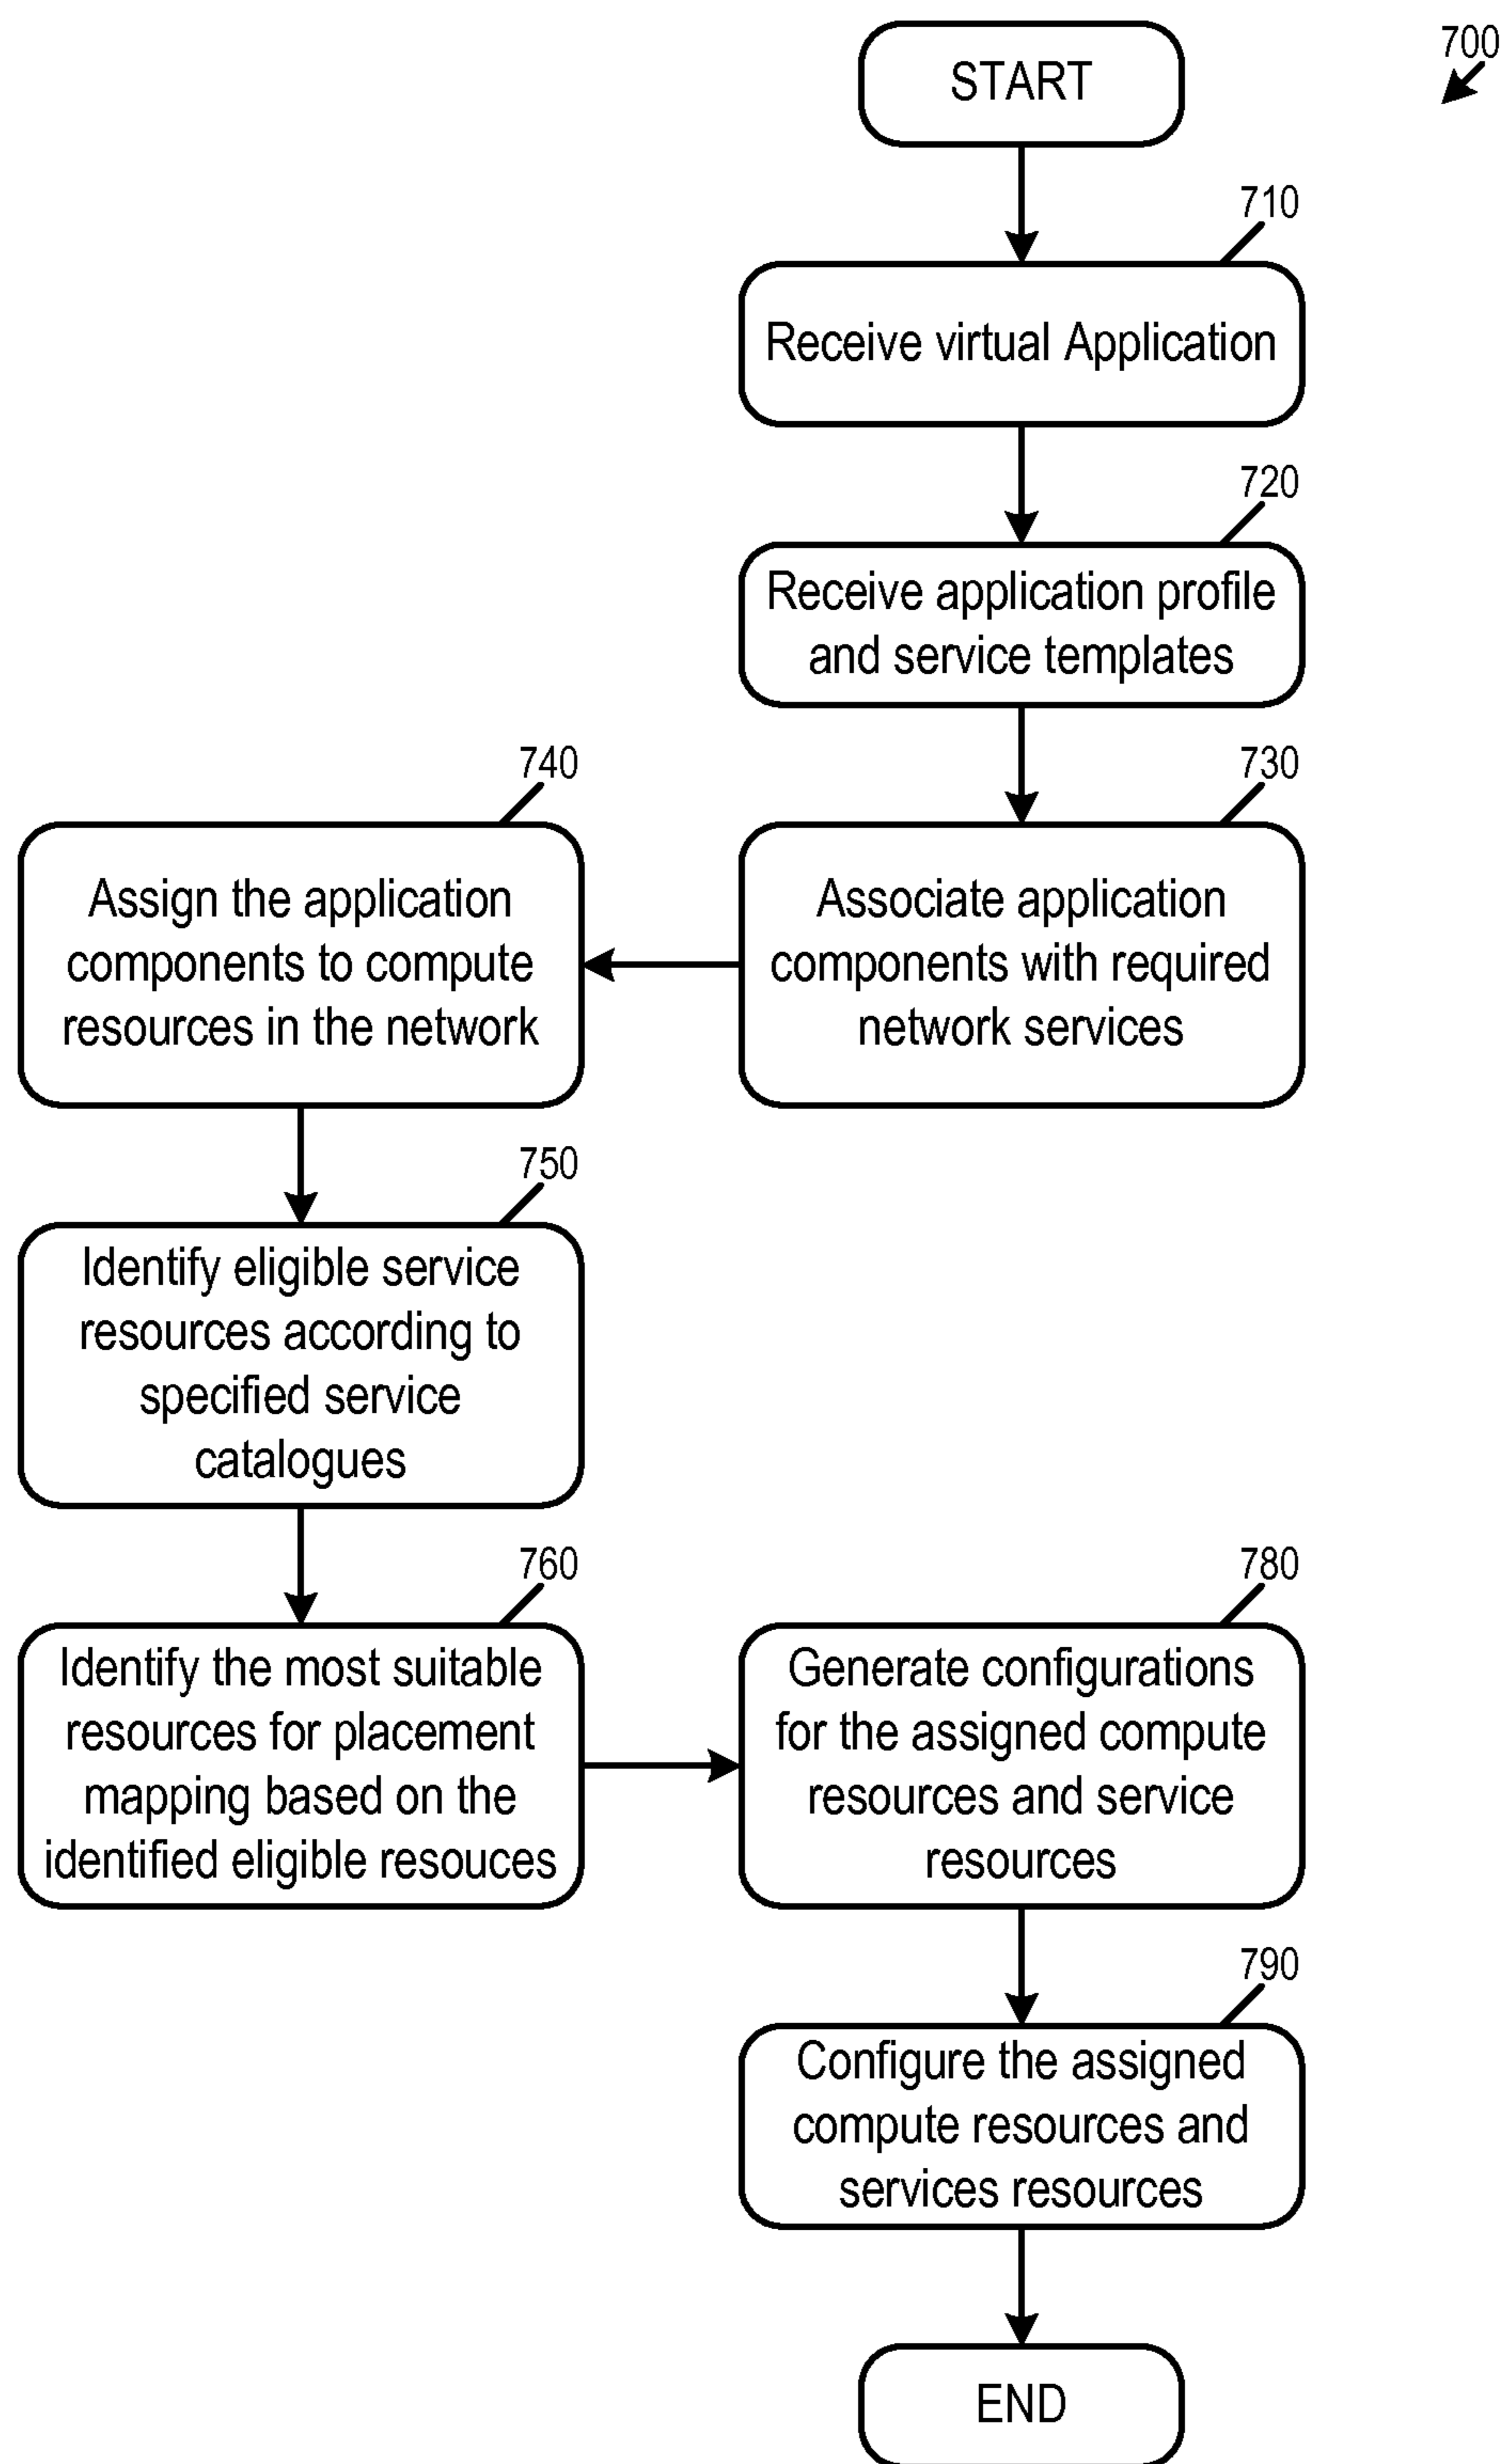 700
START
710
Receive virtual Application
720
Receive application profile
and service templates
730
Associate application
components with required
network services
740
Assign the application
components to compute
resources in the network
750
Identify eligible service
resources according to
specified service
catalogues
760
Identify the most suitable
resources for placement
mapping based on the
identified eligible resouces
780
Generate configurations
for the assigned compute
resources and service
resources
790
Configure the assigned
compute resources and
services resources
END